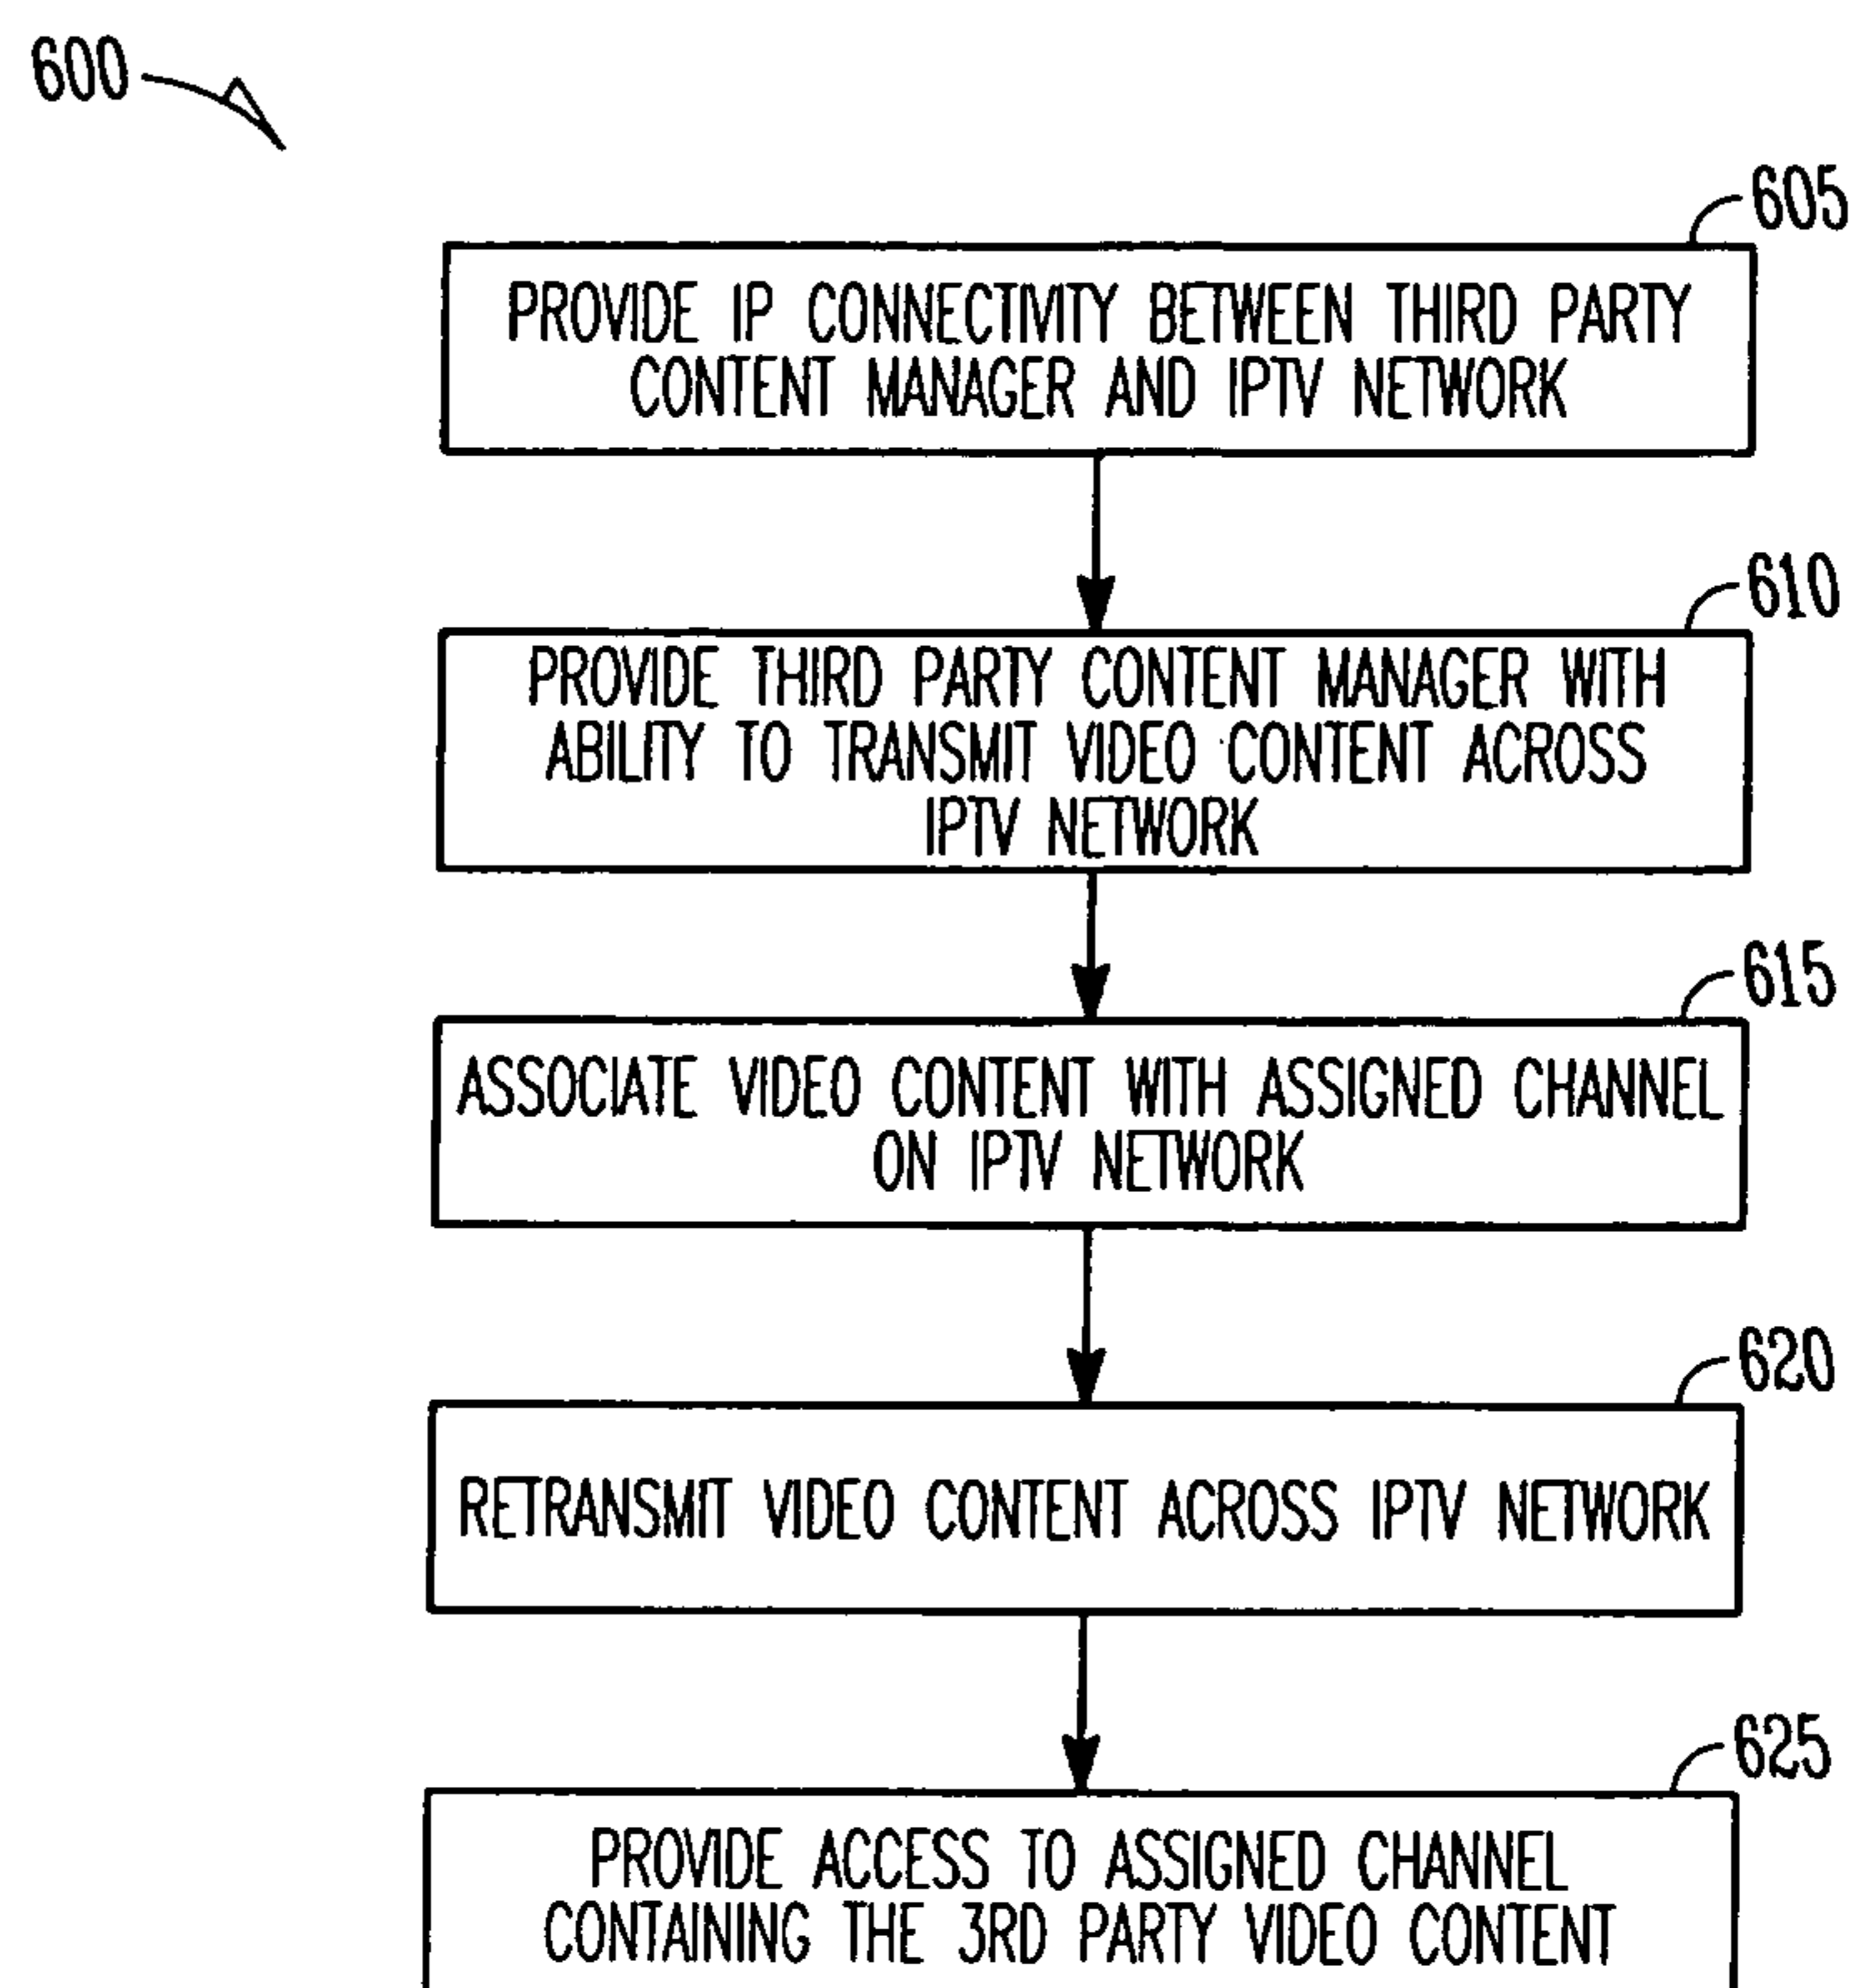 600
605
PROVIDE IP CONNECTIVITY BETWEEN THIRD PARTY
CONTENT MANAGER AND IPTV NETWORK
610
PROVIDE THIRD PARTY CONTENT MANAGER WITH
ABILITY TO TRANSMIT VIDEO CONTENT ACROSS
IPTV NETWORK
615
ASSOCIATE VIDEO CONTENT WITH ASSIGNED CHANNEL
ON IPTV NETWORK
620
RETRANSMIT VIDEO CONTENT ACROSS IPTV NETWORK
625
PROVIDE ACCESS TO ASSIGNED CHANNEL
CONTAINING THE 3RD PARTY VIDEO CONTENT